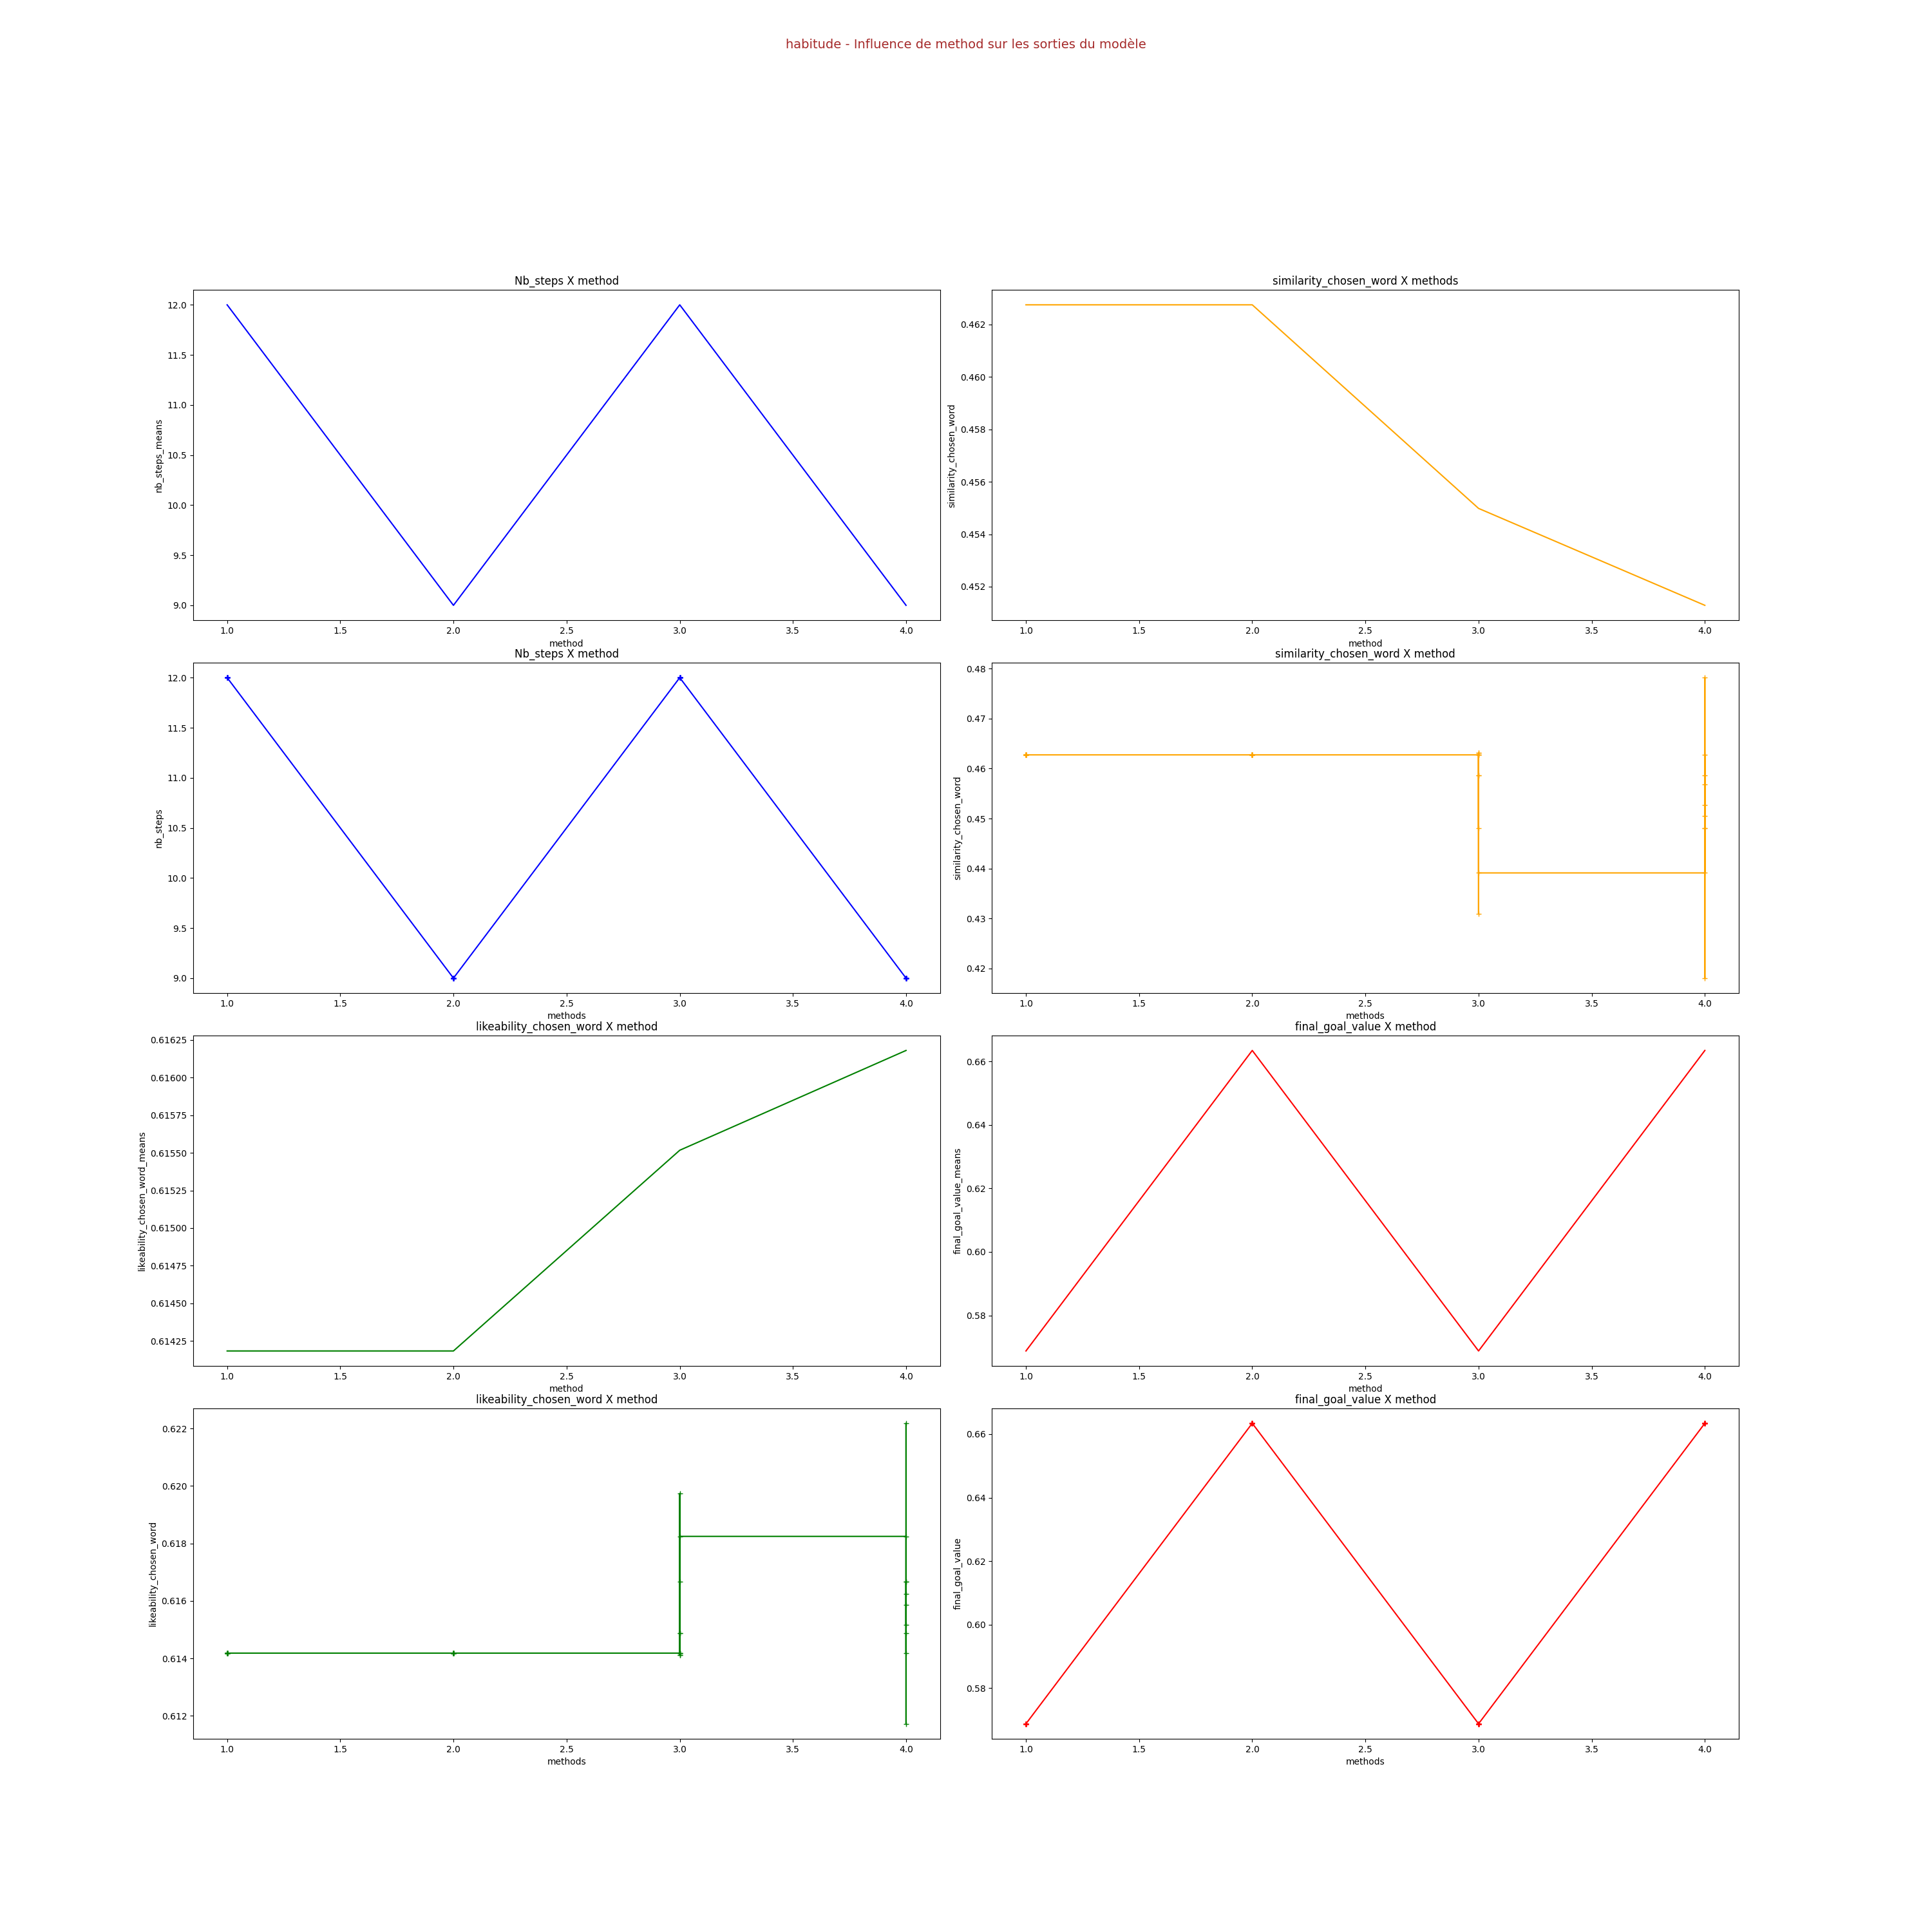 habitude - Influence de method sur les sorties du modèle
Nb_steps X method
nb_steps_means
12.0
11.5
11.0
10.5
10.0
9.5
9.0
1.0 1.5 2.0 2.5 3.0 3.5 4.0
method
similarity_chosen_word X methods
similarity_chosen_word
0.462
0.460
0.458
0.456
0.454
0.452
1.0 1.5 2.0 2.5 3.0 3.5 4.0
method
Nb_steps X method
nb_steps
12.0
11.5
11.0
10.5
10.0
9.5
9.0
1.0 1.5 2.0 2.5 3.0 3.5 4.0
methods
similarity_chosen_word X method
similarity_chosen_word
0.48
0.47
0.46
0.45
0.44
0.43
0.42
1.0 1.5 2.0 2.5 3.0 3.5 4.0
methods
likeability_chosen_word X method
likeability_chosen_word_means
0.61625
0.61600
0.61575
0.61550
0.61525
0.61500
0.61475
0.61450
0.61425
1.0 1.5 2.0 2.5 3.0 3.5 4.0
method
final_goal_value X method
final_goal_value_means
0.66
0.64
0.62
0.60
0.58
1.0 1.5 2.0 2.5 3.0 3.5 4.0
method
likeability_chosen_word X method
likeability_chosen_word
0.622
0.620
0.618
0.616
0.614
0.612
1.0 1.5 2.0 2.5 3.0 3.5 4.0
methods
final_goal_value X method
final_goal_value
0.66
0.64
0.62
0.60
0.58
1.0 1.5 2.0 2.5 3.0 3.5 4.0
methods